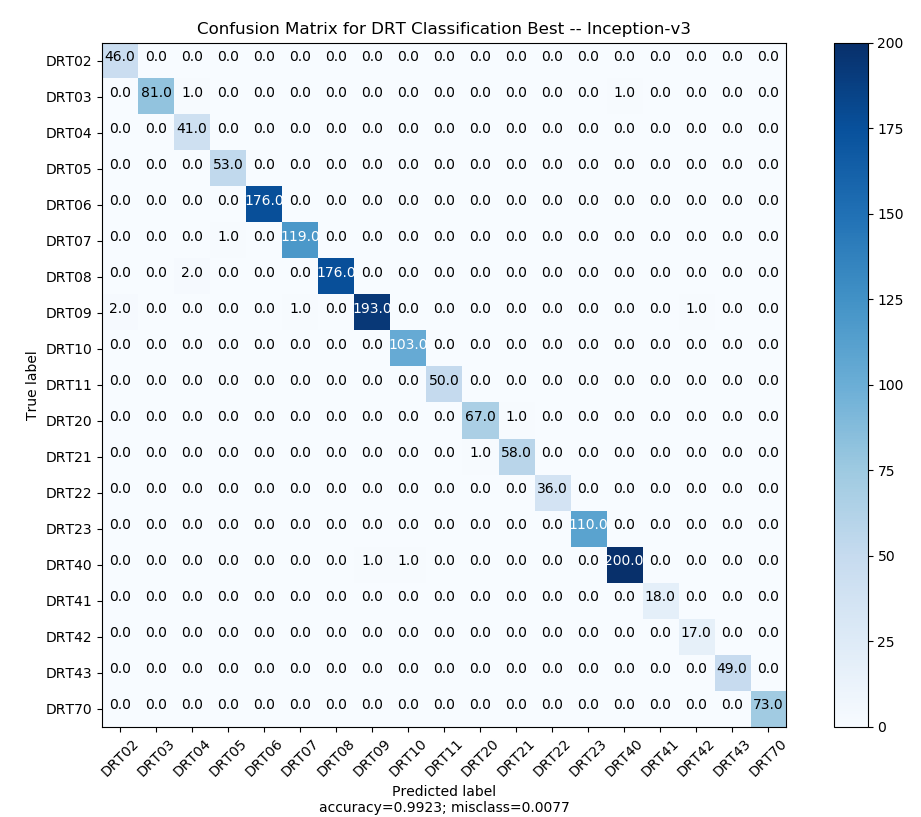 Confusion Matrix for DRT Classification Best -- Inception-v3
DRT02 46.0 0.0 0.0 0.0 0.0 0.0 0.0 0.0 0.0 0.0 0.0 0.0 0.0 0.0 0.0 0.0 0.0 0.0 0.0
DRT03 0.0 81.0 1.0 0.0 0.0 0.0 0.0 0.0 0.0 0.0 0.0 0.0 0.0 0.0 1.0 0.0 0.0 0.0 0.0
DRT04 0.0 0.0 41.0 0.0 0.0 0.0 0.0 0.0 0.0 0.0 0.0 0.0 0.0 0.0 0.0 0.0 0.0 0.0 0.0
DRT05 0.0 0.0 0.0 53.0 0.0 0.0 0.0 0.0 0.0 0.0 0.0 0.0 0.0 0.0 0.0 0.0 0.0 0.0 0.0
DRT06 0.0 0.0 0.0 0.0 176.0 0.0 0.0 0.0 0.0 0.0 0.0 0.0 0.0 0.0 0.0 0.0 0.0 0.0 0.0
DRT07 0.0 0.0 0.0 1.0 0.0 119.0 0.0 0.0 0.0 0.0 0.0 0.0 0.0 0.0 0.0 0.0 0.0 0.0 0.0
DRT08 0.0 0.0 2.0 0.0 0.0 0.0 176.0 0.0 0.0 0.0 0.0 0.0 0.0 0.0 0.0 0.0 0.0 0.0 0.0
DRT09 2.0 0.0 0.0 0.0 0.0 1.0 0.0 193.0 0.0 0.0 0.0 0.0 0.0 0.0 0.0 0.0 1.0 0.0 0.0
DRT10 0.0 0.0 0.0 0.0 0.0 0.0 0.0 0.0 103.0 0.0 0.0 0.0 0.0 0.0 0.0 0.0 0.0 0.0 0.0
DRT11 0.0 0.0 0.0 0.0 0.0 0.0 0.0 0.0 0.0 50.0 0.0 0.0 0.0 0.0 0.0 0.0 0.0 0.0 0.0
DRT20 0.0 0.0 0.0 0.0 0.0 0.0 0.0 0.0 0.0 0.0 67.0 1.0 0.0 0.0 0.0 0.0 0.0 0.0 0.0
DRT21 0.0 0.0 0.0 0.0 0.0 0.0 0.0 0.0 0.0 0.0 1.0 58.0 0.0 0.0 0.0 0.0 0.0 0.0 0.0
DRT22 0.0 0.0 0.0 0.0 0.0 0.0 0.0 0.0 0.0 0.0 0.0 0.0 36.0 0.0 0.0 0.0 0.0 0.0 0.0
DRT23 0.0 0.0 0.0 0.0 0.0 0.0 0.0 0.0 0.0 0.0 0.0 0.0 0.0 110.0 0.0 0.0 0.0 0.0 0.0
DRT40 0.0 0.0 0.0 0.0 0.0 0.0 0.0 1.0 1.0 0.0 0.0 0.0 0.0 0.0 200.0 0.0 0.0 0.0 0.0
DRT41 0.0 0.0 0.0 0.0 0.0 0.0 0.0 0.0 0.0 0.0 0.0 0.0 0.0 0.0 0.0 18.0 0.0 0.0 0.0
DRT42 0.0 0.0 0.0 0.0 0.0 0.0 0.0 0.0 0.0 0.0 0.0 0.0 0.0 0.0 0.0 0.0 17.0 0.0 0.0
DRT43 0.0 0.0 0.0 0.0 0.0 0.0 0.0 0.0 0.0 0.0 0.0 0.0 0.0 0.0 0.0 0.0 0.0 49.0 0.0
DRT70 0.0 0.0 0.0 0.0 0.0 0.0 0.0 0.0 0.0 0.0 0.0 0.0 0.0 0.0 0.0 0.0 0.0 0.0 73.0
True label
DRT02 DRT03 DRT04 DRT05 DRT06 DRT07 DRT08 DRT09 DRT10 DRT11 DRT20 DRT21 DRT22 DRT23 DRT40 DRT41 DRT42 DRT43 DRT70
Predicted label
accuracy=0.9923; misclass=0.0077
200
175
150
125
100
75
50
25
0